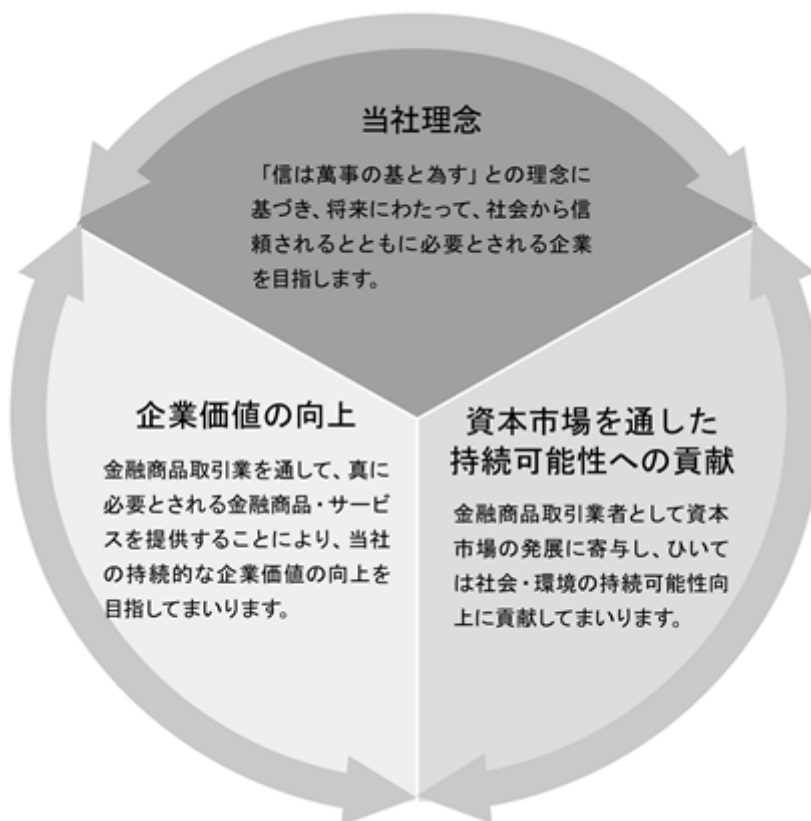 当社理念
「信は萬事の基と為す」との理念に
基づき、将来にわたって、社会から信
頼されるとともに必要とされる企業
を目指します。
企業価値の向上
金融商品取引業を通して、真に
必要とされる金融商品・サービ
スを提供することにより、当社
の持続的な企業価値の向上を
目指してまいります。
資本市場を通した
持続可能性への貢献
金融商品取引業者として資本
市場の発展に寄与し、ひいて
は社会・環境の持続可能性向
上に貢献してまいります。